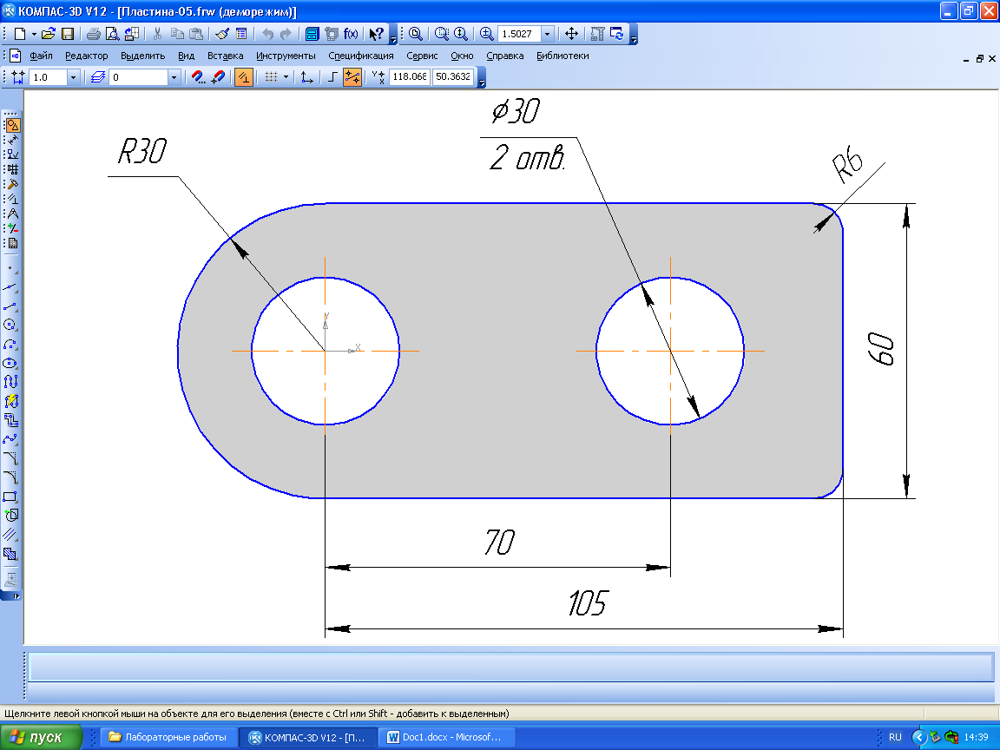 КОМПАС-3D V12 - [Пластина-05.frw (деморежим)]
f(x)
1.5027
Файл Редактор Выделить Вид Вставка Инструменты Спецификация Сервис Окно Справка Библиотеки
1.0 0 118.068 50.3632
⌀30
R30
2 отв.
R6
Y
X
60
70
105
Щелкните левой кнопкой мыши на объекте для его выделения (вместе с Ctrl или Shift - добавить к выделенным)
пуск Лабораторные работы КОМПАС-3D V12 - [П... Doc1.docx - Microsof... RU 14:39